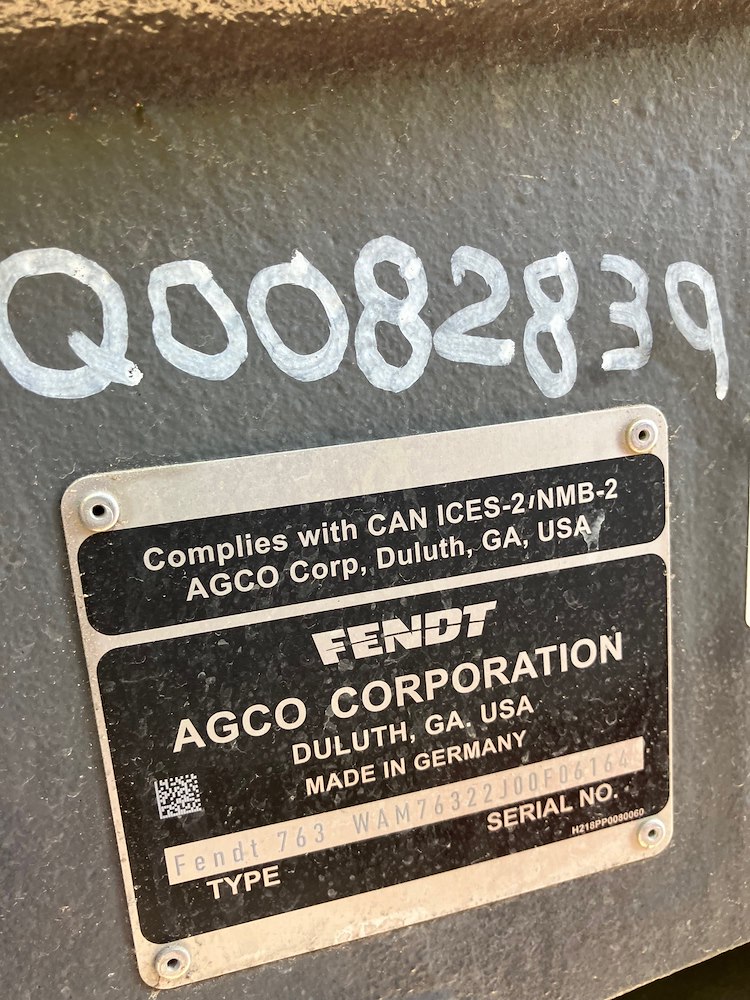 Q0082839
Complies with CAN ICES-2/NMB-2
AGCO Corp, Duluth, GA, USA
FENDT
AGCO CORPORATION
DULUTH, GA. USA
MADE IN GERMANY
Fendt 763
TYPE
SERIAL NO.
H218PP0080060